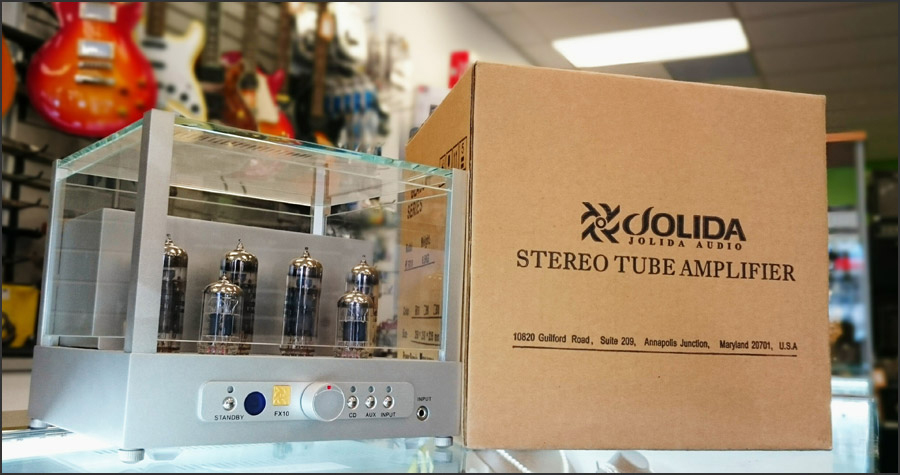 JOLIDA
JOLIDA AUDIO
STEREO TUBE AMPLIFIER
10820 Guilford Road, Suite 209, Annapolis Junction, Maryland 20701, U.S.A
SERIES
STANDBY
FX10
CD AUX INPUT
INPUT